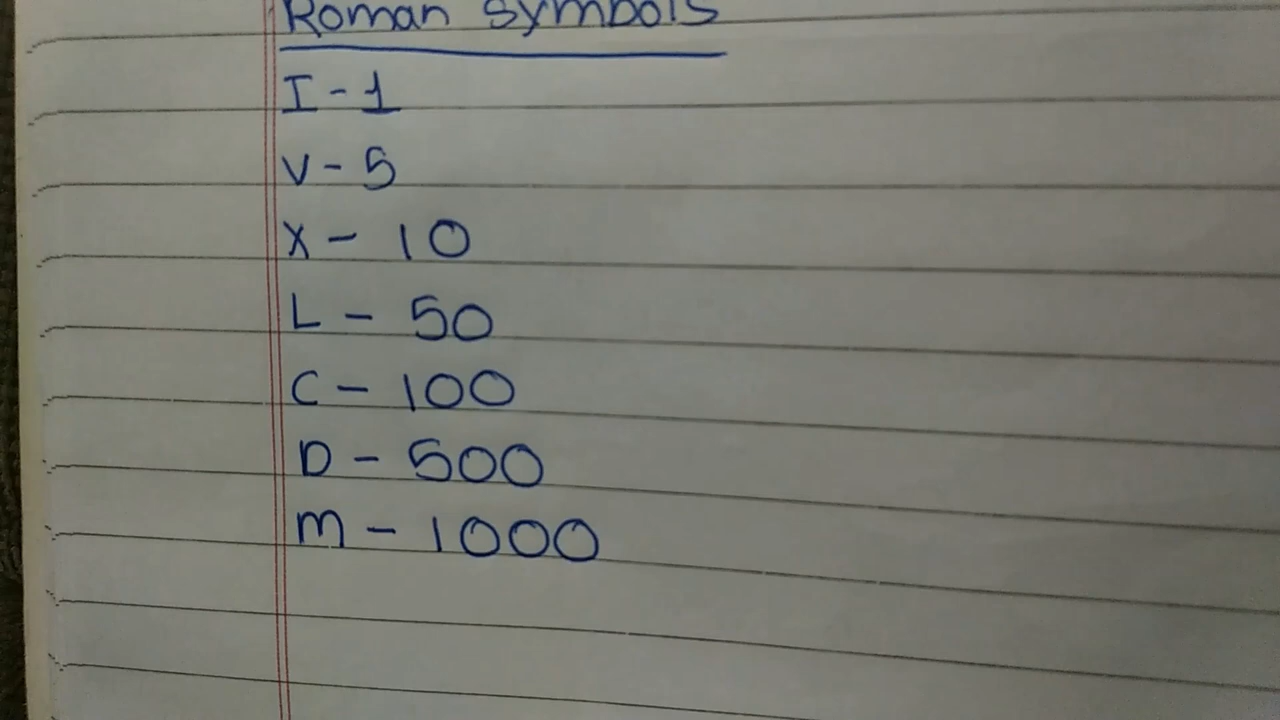 Roman Symbols
I - 1
V - 5
X - 10
L - 50
C - 100
D - 500
M - 1000